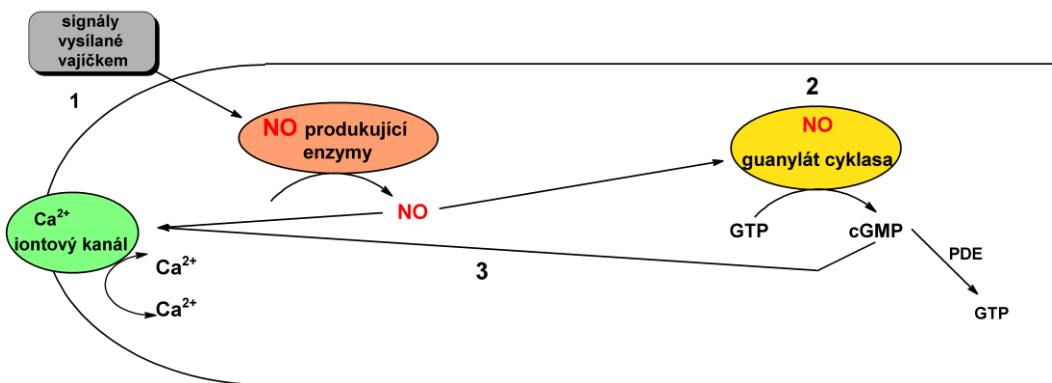 signály
vysílané
vajíčkem
1
2
NO produkující
enzymy
NO
guanylát cyklasa
NO
Ca²⁺
iontový kanál
GTP
cGMP
PDE
3
Ca²⁺
Ca²⁺
GTP